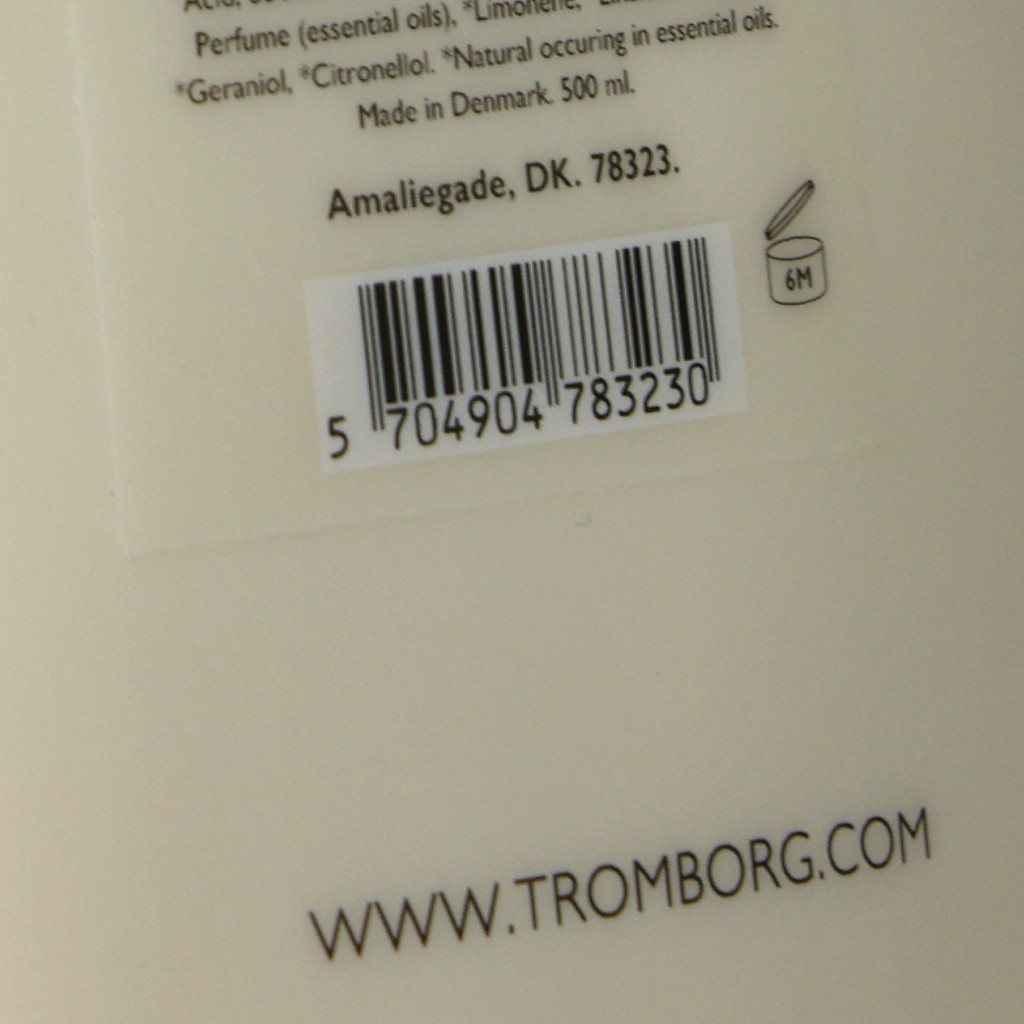 Perfume (essential oils), *Limonene,
*Geraniol, *Citronellol. *Natural occuring in essential oils.
Made in Denmark. 500 ml.
Amaliegade, DK. 78323.
6M
5 704904 783230
WWW.TROMBORG.COM